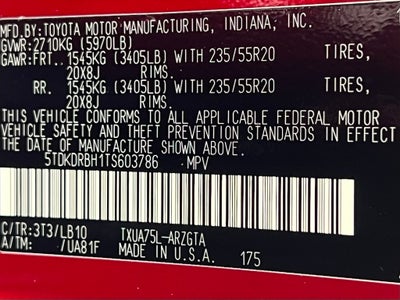 MFD.BY:TOYOTA MOTOR MANUFACTURING, INDIANA, INC.
GVWR: 2710KG (5970LB)
GAWR:FRT. 1545KG (3405LB) WITH 235/55R20 TIRES,
20X8J RIMS.
RR. 1545KG (3405LB) WITH 235/55R20 TIRES,
20X8J RIMS.
THIS VEHICLE CONFORMS TO ALL APPLICABLE FEDERAL MOTOR
VEHICLE SAFETY AND THEFT PREVENTION STANDARDS IN EFFECT
ON THE DATE OF MANUFACTURE SHOWN ABOVE.
5TDKDRBH1TS603786 MPV
C/TR:3T3/LB10 TXUA75L-ARZGTA
A/TM: /UA81F MADE IN U.S.A. 175